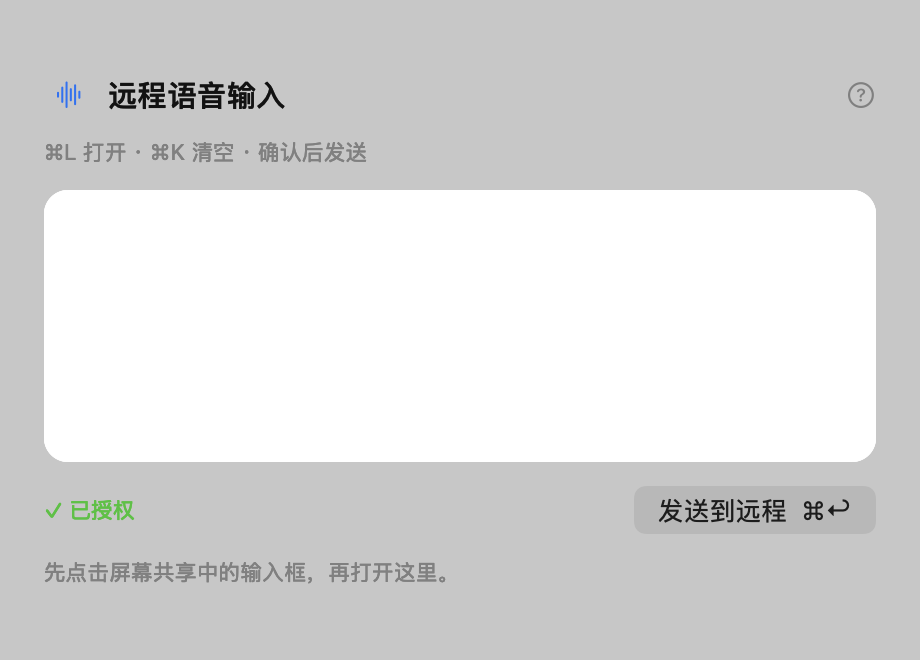 远程语音输入
?
⌘L 打开 · ⌘K 清空 · 确认后发送
已授权
发送到远程 ⌘↩
先点击屏幕共享中的输入框，再打开这里。